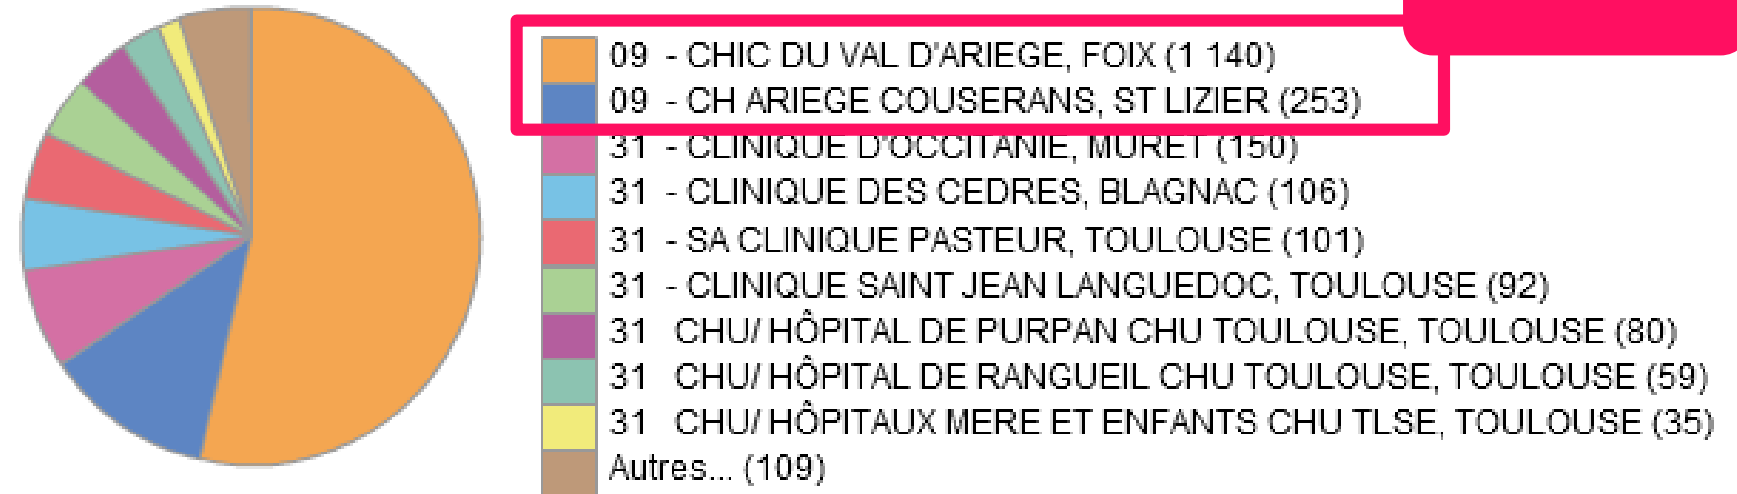 09 - CHIC DU VAL D'ARIEGE, FOIX (1 140)
09 - CH ARIEGE COUSERANS, ST LIZIER (253)
31 - CLINIQUE D'OCCITANIE, MURET (150)
31 - CLINIQUE DES CEDRES, BLAGNAC (106)
31 - SA CLINIQUE PASTEUR, TOULOUSE (101)
31 - CLINIQUE SAINT JEAN LANGUEDOC, TOULOUSE (92)
31 CHU/ HÔPITAL DE PURPAN CHU TOULOUSE, TOULOUSE (80)
31 CHU/ HÔPITAL DE RANGUEIL CHU TOULOUSE, TOULOUSE (59)
31 CHU/ HÔPITAUX MERE ET ENFANTS CHU TLSE, TOULOUSE (35)
Autres... (109)